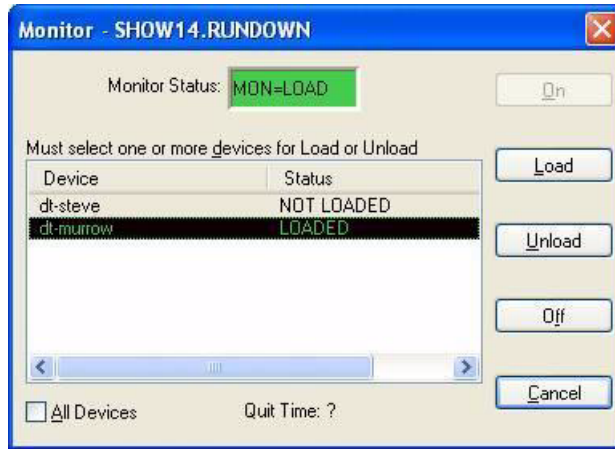 Monitor - SHOW14.RUNDOWN
Monitor Status: MON=LOAD
On
Must select one or more devices for Load or Unload
Load
Device Status
dt-steve NOT LOADED
dt-murrow LOADED
Unload
Off
Cancel
All Devices Quit Time: ?